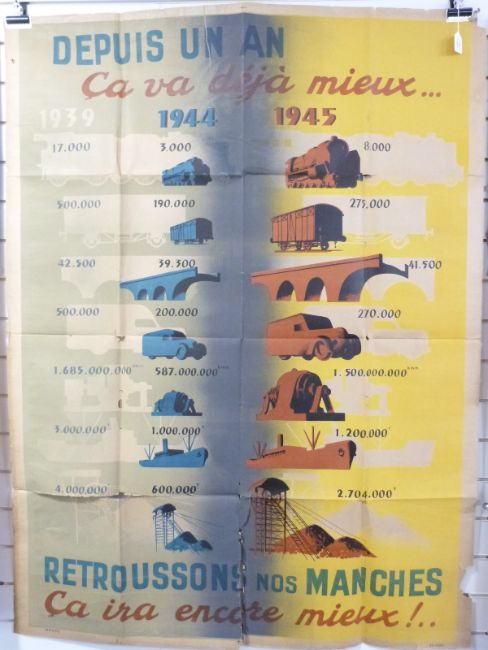 DEPUIS UN AN
Ça va déjà mieux...
1939 1944 1945
17.000 3.000 8.000
500.000 190.000 275,000
42.500 39.300 41.500
500.000 200.000 270.000
1.685.000.000 587.000.000 1.500.000.000
3.000.000 1.000.000 1.200.000
4.000.000 600.000 2.704.000
RETROUSSONS NOS MANCHES
Ça ira encore mieux!..